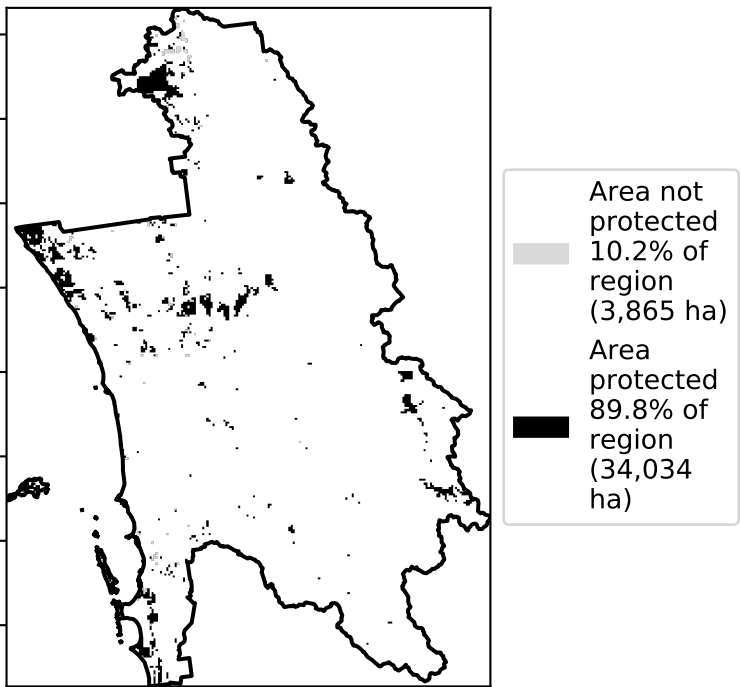 Area not
protected
10.2% of
region
(3,865 ha)
Area
protected
89.8% of
region
(34,034
ha)